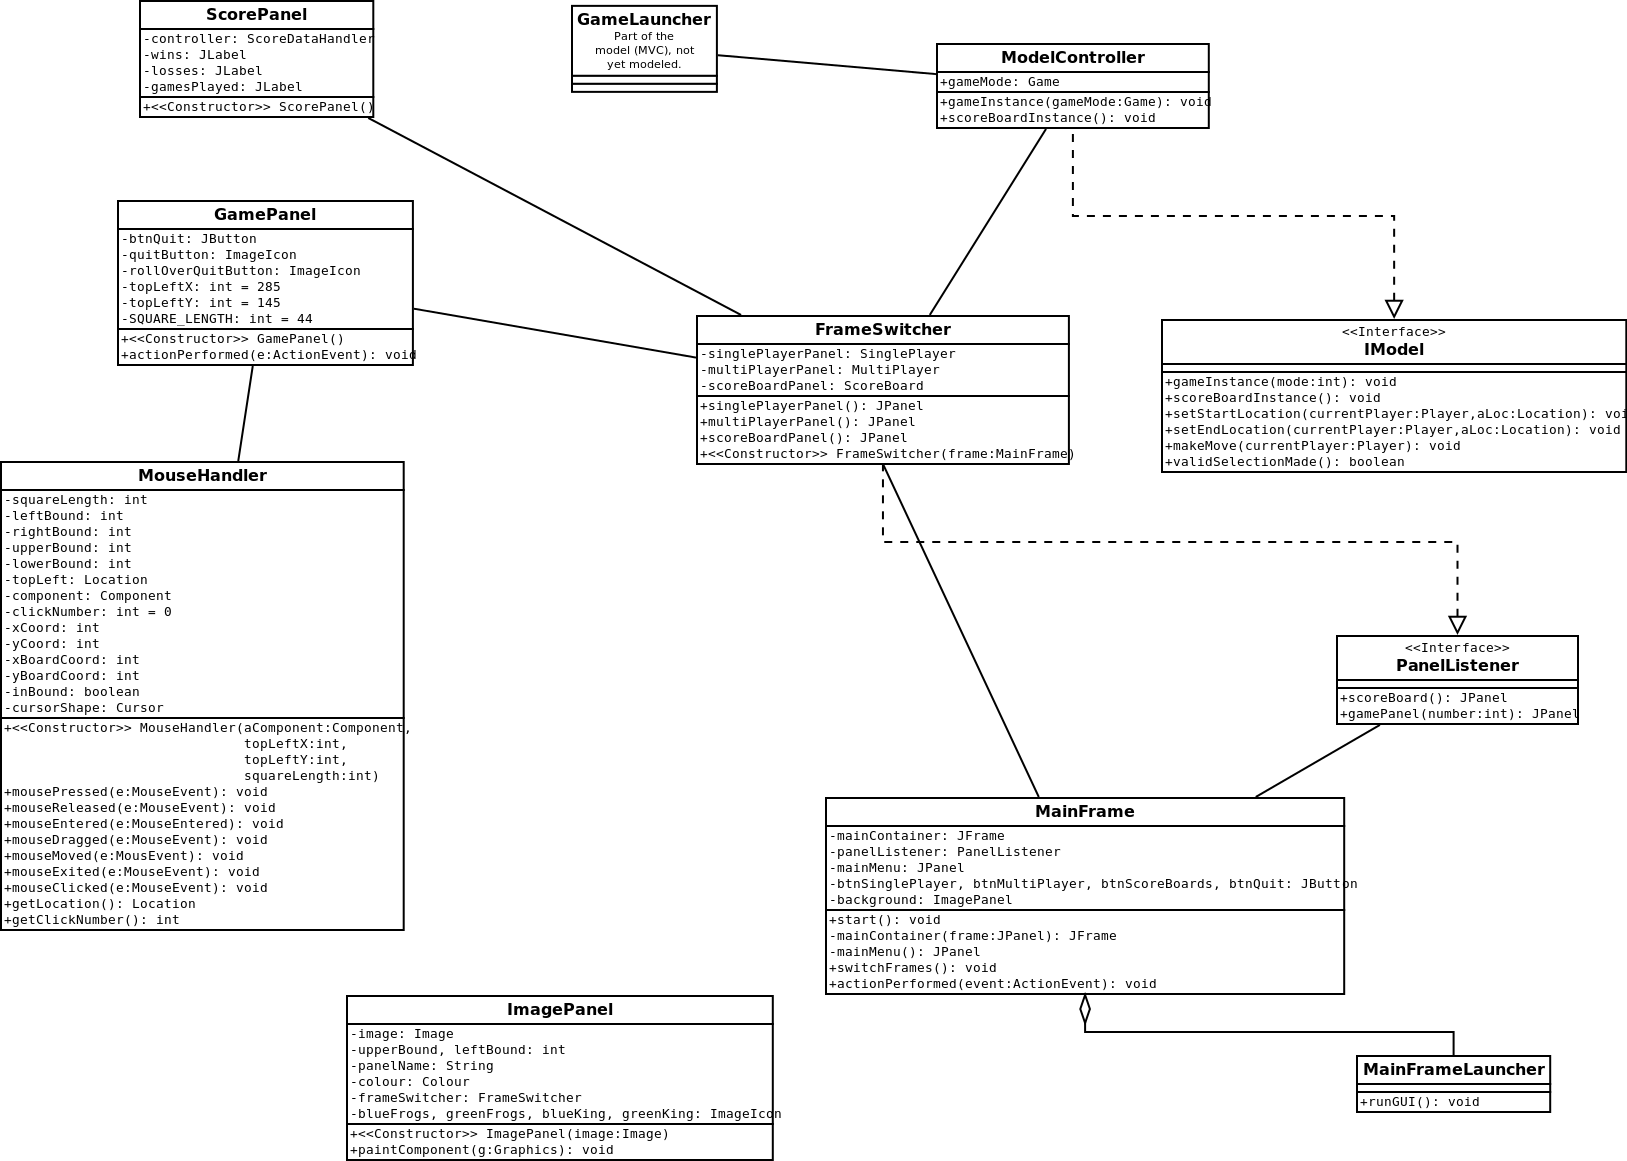 ScorePanel
-controller: ScoreDataHandler
-wins: JLabel
-losses: JLabel
-gamesPlayed: JLabel
+<<Constructor>> ScorePanel()
GameLauncher
Part of the
model (MVC), not
yet modeled.
ModelController
+gameMode: Game
+gameInstance(gameMode:Game): void
+scoreBoardInstance(): void
GamePanel
-btnQuit: JButton
-quitButton: ImageIcon
-rollOverQuitButton: ImageIcon
-topLeftX: int = 285
-topLeftY: int = 145
-SQUARE_LENGTH: int = 44
+<<Constructor>> GamePanel()
+actionPerformed(e:ActionEvent): void
FrameSwitcher
-singlePlayerPanel: SinglePlayer
-multiPlayerPanel: MultiPlayer
-scoreBoardPanel: ScoreBoard
+singlePlayerPanel(): JPanel
+multiPlayerPanel(): JPanel
+scoreBoardPanel(): JPanel
+<<Constructor>> FrameSwitcher(frame:MainFrame)
<<Interface>>
IModel
+gameInstance(mode:int): void
+scoreBoardInstance(): void
+setStartLocation(currentPlayer:Player,aLoc:Location): voi
+setEndLocation(currentPlayer:Player,aLoc:Location): void
+makeMove(currentPlayer:Player): void
+validSelectionMade(): boolean
MouseHandler
-squareLength: int
-leftBound: int
-rightBound: int
-upperBound: int
-lowerBound: int
-topLeft: Location
-component: Component
-clickNumber: int = 0
-xCoord: int
-yCoord: int
-xBoardCoord: int
-yBoardCoord: int
-inBound: boolean
-cursorShape: Cursor
+<<Constructor>> MouseHandler(aComponent:Component,
topLeftX:int,
topLeftY:int,
squareLength:int)
+mousePressed(e:MouseEvent): void
+mouseReleased(e:MouseEvent): void
+mouseEntered(e:MouseEntered): void
+mouseDragged(e:MouseEvent): void
+mouseMoved(e:MousEvent): void
+mouseExited(e:MouseEvent): void
+mouseClicked(e:MouseEvent): void
+getLocation(): Location
+getClickNumber(): int
<<Interface>>
PanelListener
+scoreBoard(): JPanel
+gamePanel(number:int): JPanel
MainFrame
-mainContainer: JFrame
-panelListener: PanelListener
-mainMenu: JPanel
-btnSinglePlayer, btnMultiPlayer, btnScoreBoards, btnQuit: JButton
-background: ImagePanel
+start(): void
-mainContainer(frame:JPanel): JFrame
-mainMenu(): JPanel
+switchFrames(): void
+actionPerformed(event:ActionEvent): void
ImagePanel
-image: Image
-upperBound, leftBound: int
-panelName: String
-colour: Colour
-frameSwitcher: FrameSwitcher
-blueFrogs, greenFrogs, blueKing, greenKing: ImageIcon
+<<Constructor>> ImagePanel(image:Image)
+paintComponent(g:Graphics): void
MainFrameLauncher
+runGUI(): void